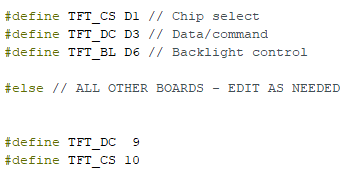 #define TFT_CS D1 // Chip select
#define TFT_DC D3 // Data/command
#define TFT_BL D6 // Backlight control
#else // ALL OTHER BOARDS - EDIT AS NEEDED
#define TFT_DC  9
#define TFT_CS 10